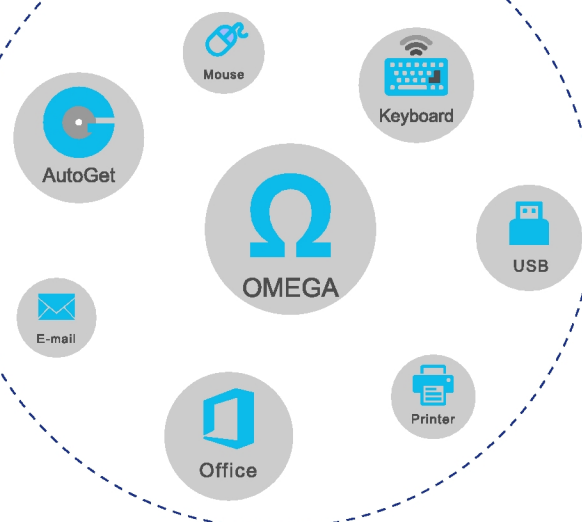 Mouse
Keyboard
AutoGet
Ω
OMEGA
USB
E-mail
Printer
Office